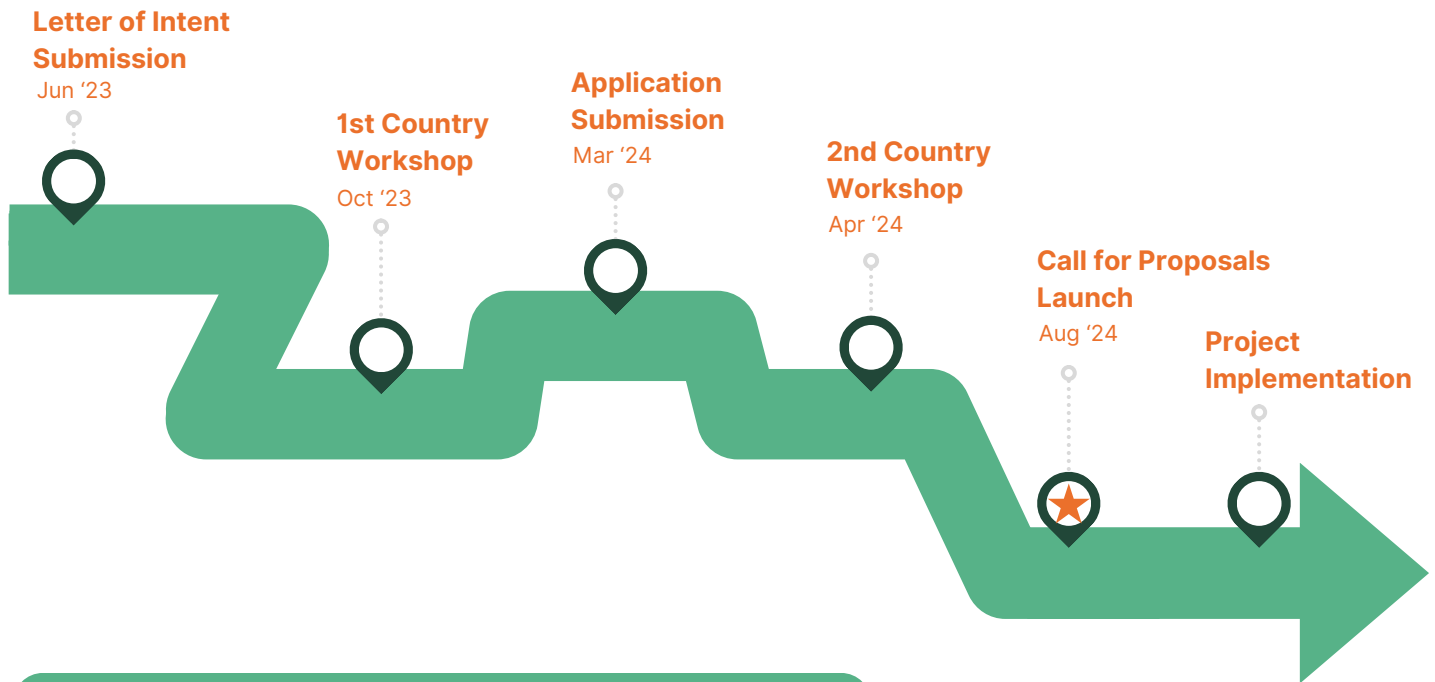 Letter of Intent
Submission
Jun ‘23
1st Country
Workshop
Oct ‘23
Application
Submission
Mar ‘24
2nd Country
Workshop
Apr ‘24
Call for Proposals
Launch
Aug ‘24
Project
Implementation